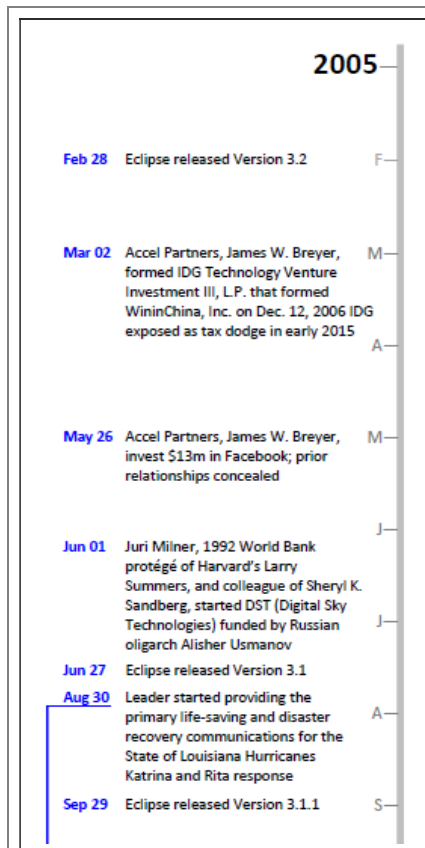 2005
Feb 28 Eclipse released Version 3.2
F
Mar 02 Accel Partners, James W. Breyer,
M
formed IDG Technology Venture
Investment III, L.P. that formed
WininChina, Inc. on Dec. 12, 2006 IDG
exposed as tax dodge in early 2015
A
May 26 Accel Partners, James W. Breyer,
M
invest $13m in Facebook; prior
relationships concealed
J
Jun 01 Juri Milner, 1992 World Bank
protégé of Harvard's Larry
Summers, and colleague of Sheryl K.
Sandberg, started DST (Digital Sky
J
Technologies) funded by Russian
oligarch Alisher Usmanov
Jun 27 Eclipse released Version 3.1
Aug 30 Leader started providing the
primary life-saving and disaster
A
recovery communications for the
State of Louisiana Hurricanes
Katrina and Rita response
Sep 29 Eclipse released Version 3.1.1
S